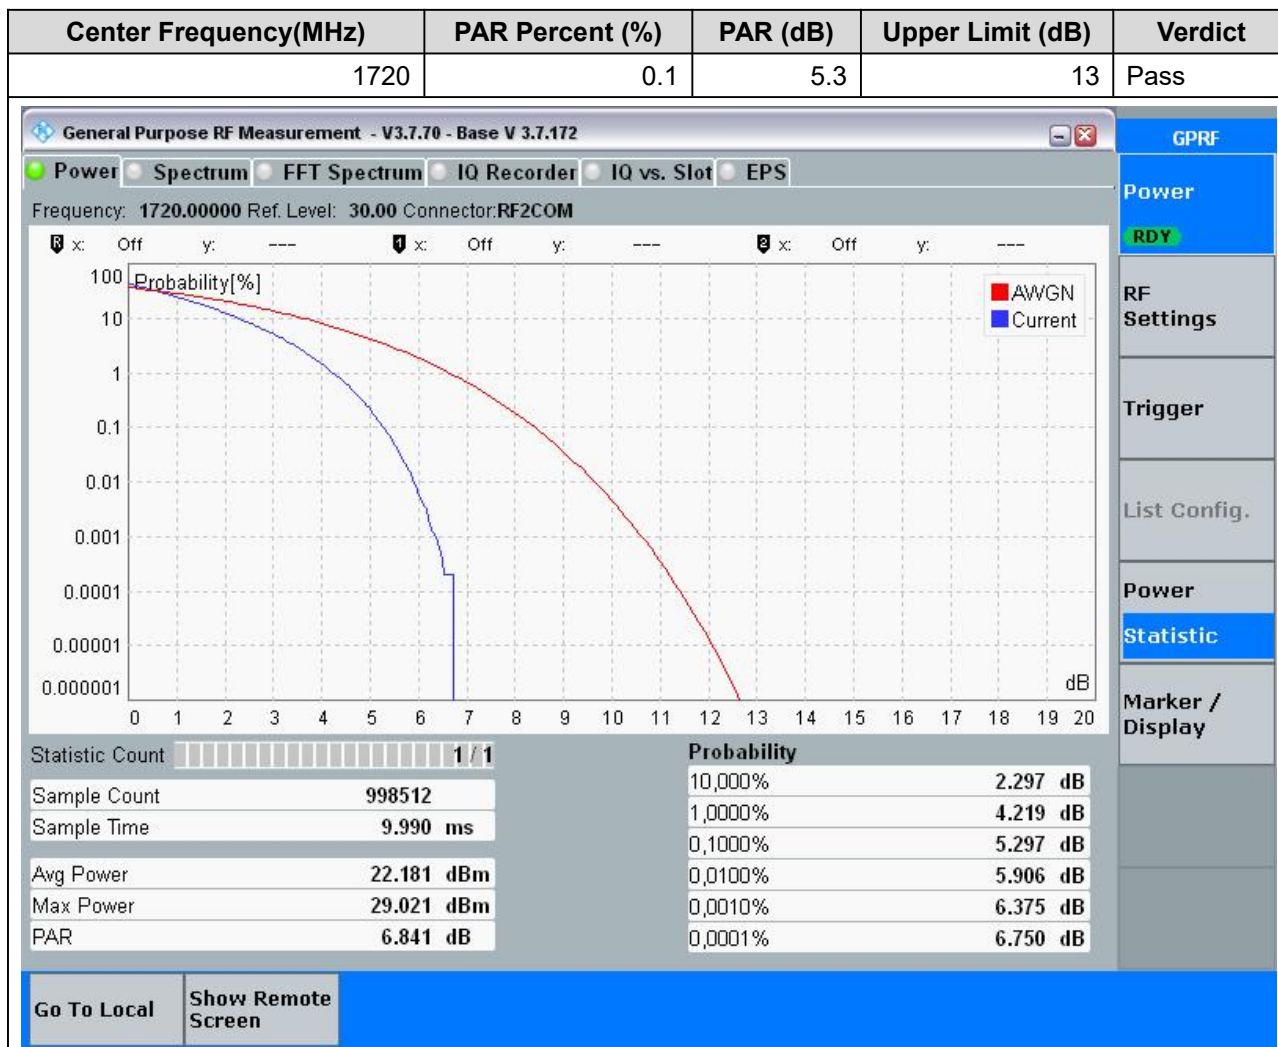 Center Frequency(MHz) PAR Percent (%) PAR (dB) Upper Limit (dB) Verdict
1720 0.1 5.3 13 Pass
General Purpose RF Measurement - V3.7.70 - Base V 3.7.172
GPRF
Power Spectrum FFT Spectrum IQ Recorder IQ vs. Slot EPS
Power
RDY
Frequency: 1720.00000 Ref. Level: 30.00 Connector:RF2COM
R x: Off y: --- 1 x: Off y: --- 2 x: Off y: ---
Probability[%]
AWGN
Current
100
10
1
0.1
0.01
0.001
0.0001
0.00001
0.000001
dB
0 1 2 3 4 5 6 7 8 9 10 11 12 13 14 15 16 17 18 19 20
RF
Settings
Trigger
List Config.
Power
Statistic
Marker /
Display
Statistic Count 1 / 1
Sample Count 998512
Sample Time 9.990 ms
Avg Power 22.181 dBm
Max Power 29.021 dBm
PAR 6.841 dB
Probability
10,000% 2.297 dB
1,0000% 4.219 dB
0,1000% 5.297 dB
0,0100% 5.906 dB
0,0010% 6.375 dB
0,0001% 6.750 dB
Go To Local
Show Remote
Screen